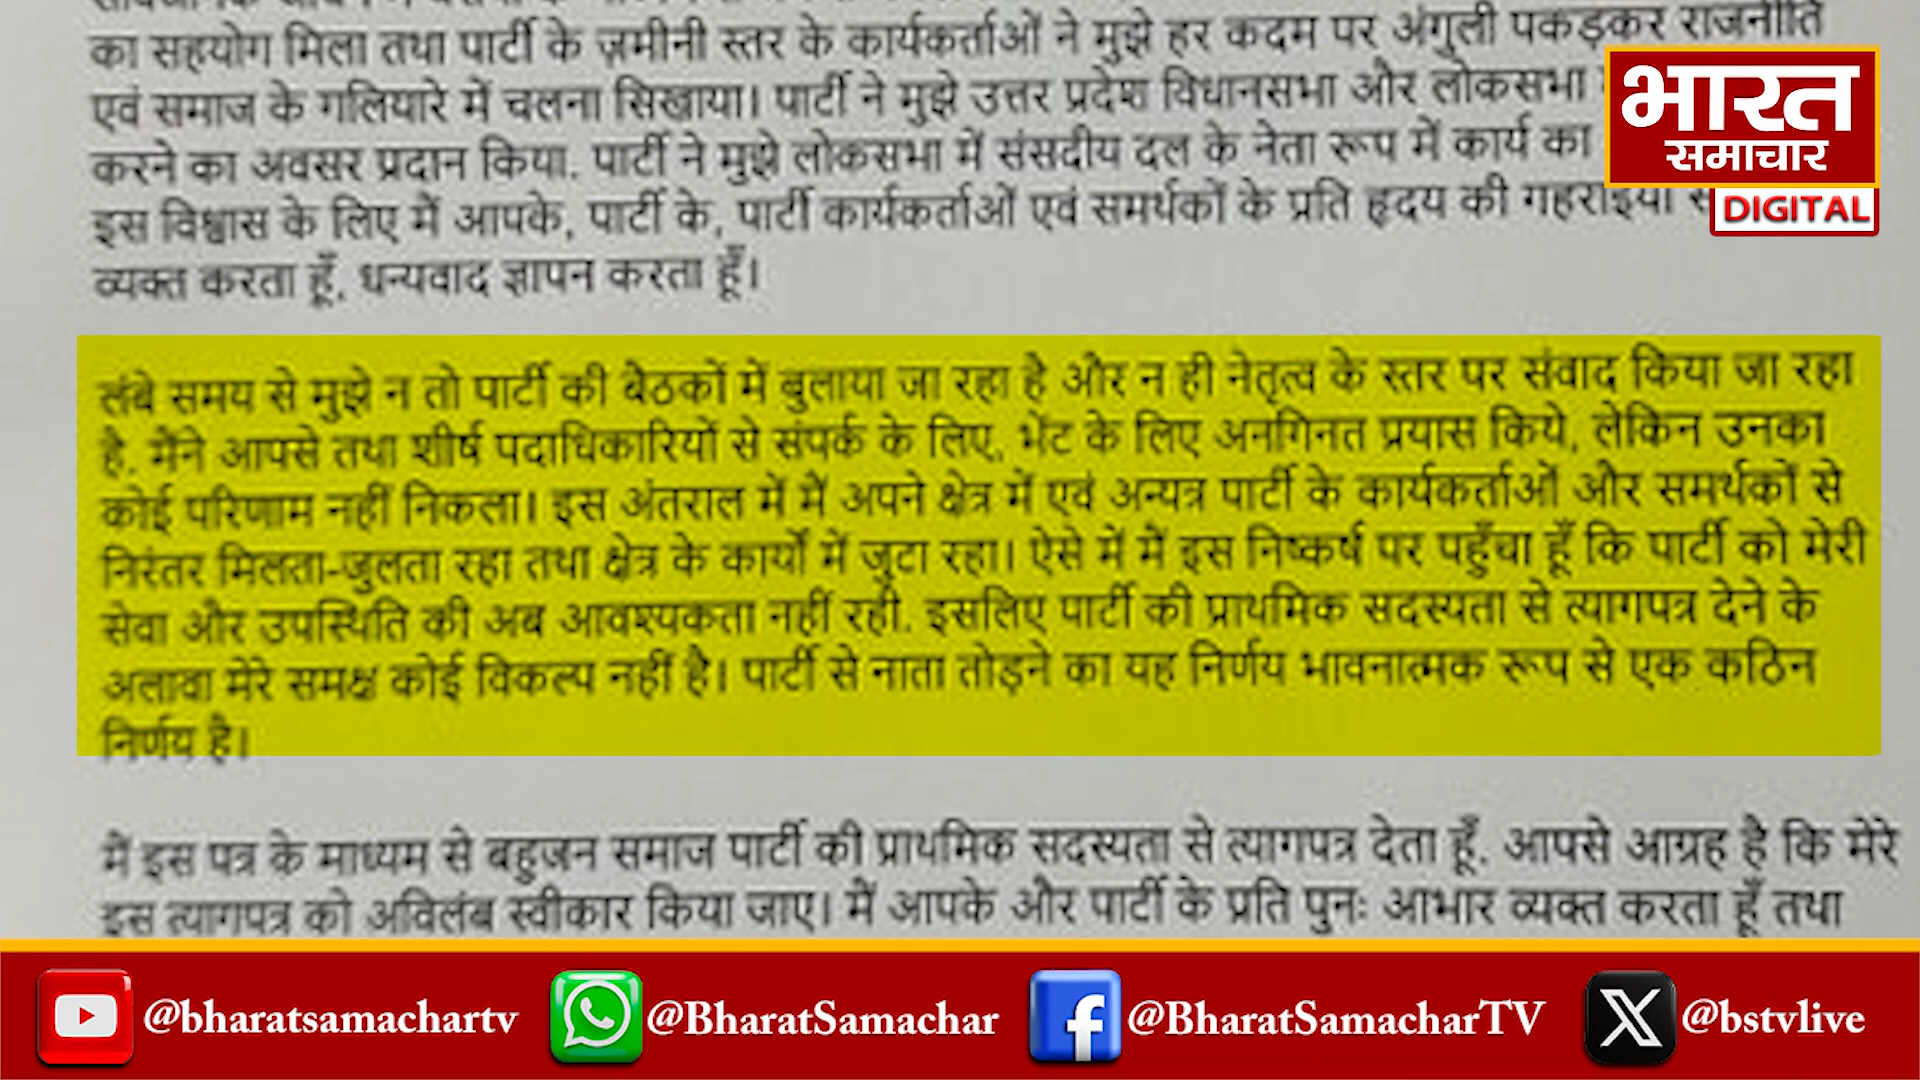 का सहयोग मिला तथा पार्टी के ज़मीनी स्तर के कार्यकर्ताओं ने मुझे हर कदम पर अंगुली पकड़कर राजनीति
एवं समाज के गलियारे में चलना सिखाया। पार्टी ने मुझे उत्तर प्रदेश विधानसभा और लोकसभा
करने का अवसर प्रदान किया. पार्टी ने मुझे लोकसभा में संसदीय दल के नेता रूप में कार्य का
इस विश्वास के लिए मैं आपके, पार्टी के, पार्टी कार्यकर्ताओं एवं समर्थकों के प्रति हृदय की गहराइयों
व्यक्त करता हूँ, धन्यवाद ज्ञापन करता हूँ।
लंबे समय से मुझे न तो पार्टी की बैठकों में बुलाया जा रहा है और न ही नेतृत्व के स्तर पर संवाद किया जा रहा
है. मैंने आपसे तथा शीर्ष पदाधिकारियों से संपर्क के लिए, भेंट के लिए अनगिनत प्रयास किये, लेकिन उनका
कोई परिणाम नहीं निकला। इस अंतराल में मैं अपने क्षेत्र में एवं अन्यत्र पार्टी के कार्यकर्ताओं और समर्थकों से
निरंतर मिलता-जुलता रहा तथा क्षेत्र के कार्यों में जुटा रहा। ऐसे में मैं इस निष्कर्ष पर पहुँचा हूँ कि पार्टी को मेरी
सेवा और उपस्थिति की अब आवश्यकता नहीं रही. इसलिए पार्टी की प्राथमिक सदस्यता से त्यागपत्र देने के
अलावा मेरे समक्ष कोई विकल्प नहीं है। पार्टी से नाता तोड़ने का यह निर्णय भावनात्मक रूप से एक कठिन
निर्णय है।
मैं इस पत्र के माध्यम से बहुजन समाज पार्टी की प्राथमिक सदस्यता से त्यागपत्र देता हूँ. आपसे आग्रह है कि मेरे
इस त्यागपत्र को अविलंब स्वीकार किया जाए। मैं आपके और पार्टी के प्रति पुनः आभार व्यक्त करता हूँ तथा
भारत
समाचार
DIGITAL
@bharatsamachartv @BharatSamachar @BharatSamacharTV @bstvlive